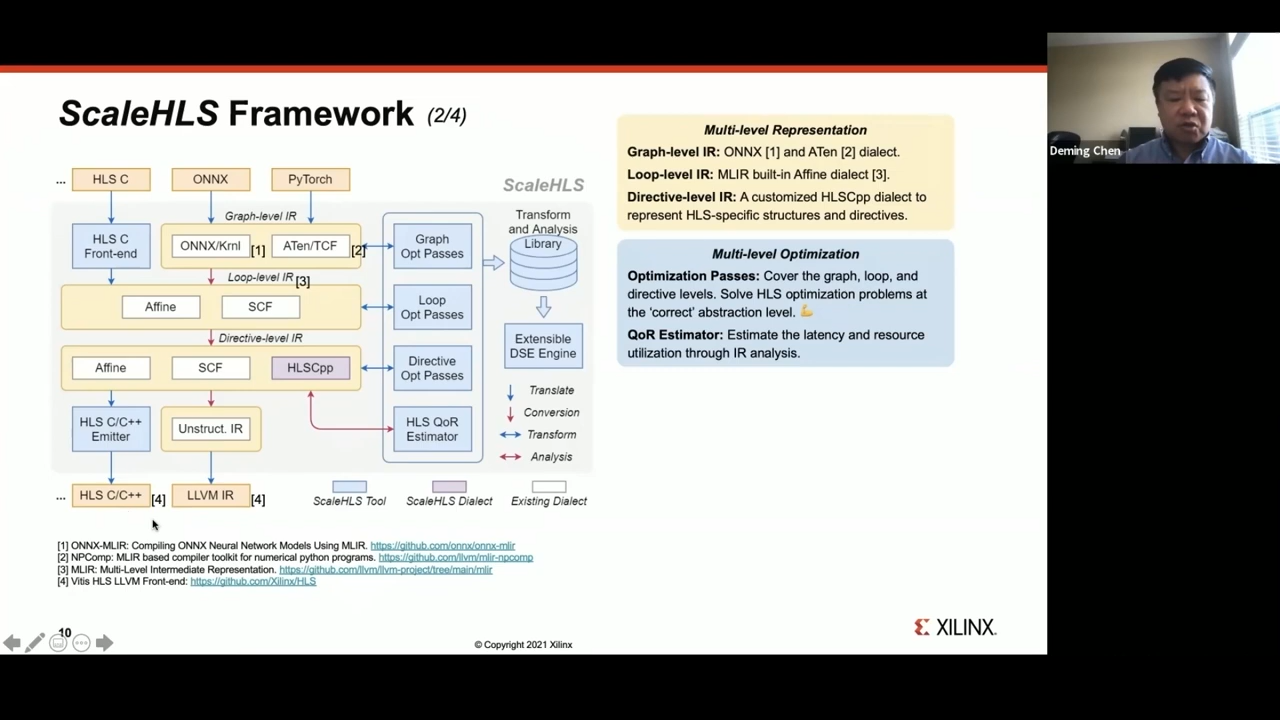 ScaleHLS Framework (2/4)
... HLS C ONNX PyTorch
ScaleHLS
Graph-level IR
HLS C
Front-end
ONNX/Krnl [1] ATen/TCF [2]
Graph
Opt Passes
Transform
and Analysis
Library
Loop-level IR [3]
Affine SCF
Loop
Opt Passes
Directive-level IR
Extensible
DSE Engine
Affine SCF HLSCpp
Directive
Opt Passes
HLS C/C++
Emitter
Unstruct. IR
HLS QoR
Estimator
Translate
Conversion
Transform
Analysis
... HLS C/C++ [4] LLVM IR [4]
ScaleHLS Tool ScaleHLS Dialect Existing Dialect
Multi-level Representation
Graph-level IR: ONNX [1] and ATen [2] dialect.
Loop-level IR: MLIR built-in Affine dialect [3].
Directive-level IR: A customized HLSCpp dialect to
represent HLS-specific structures and directives.
Multi-level Optimization
Optimization Passes: Cover the graph, loop, and
directive levels. Solve HLS optimization problems at
the ‘correct’ abstraction level. 💪
QoR Estimator: Estimate the latency and resource
utilization through IR analysis.
[1] ONNX-MLIR: Compiling ONNX Neural Network Models Using MLIR. https://github.com/onnx/onnx-mlir
[2] NPComp: MLIR based compiler toolkit for numerical python programs. https://github.com/llvm/mlir-npcomp
[3] MLIR: Multi-Level Intermediate Representation. https://github.com/llvm/llvm-project/tree/main/mlir
[4] Vitis HLS LLVM Front-end: https://github.com/Xilinx/HLS
10
© Copyright 2021 Xilinx
XILINX
Deming Chen